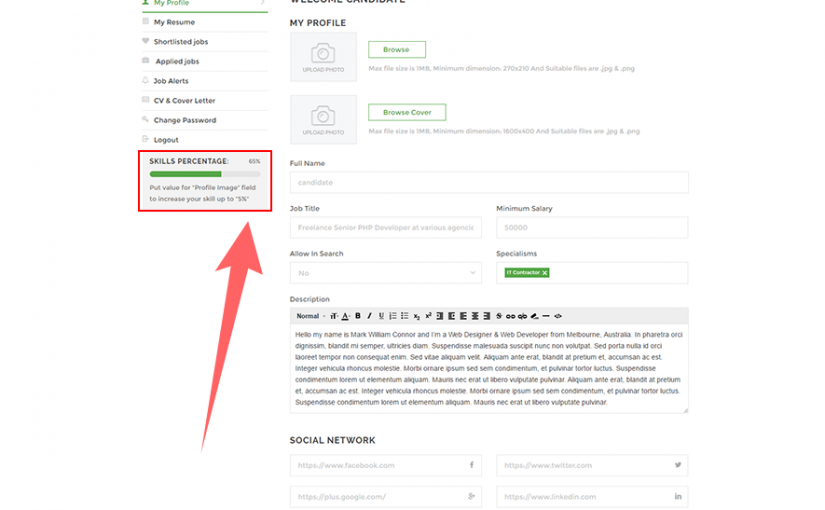 My Profile
My Resume
Shortlisted jobs
Applied jobs
Job Alerts
CV & Cover Letter
Change Password
Logout
SKILLS PERCENTAGE: 65%
Put value for "Profile Image" field
to increase your skill up to "5%"
WELCOME CANDIDATE
MY PROFILE
UPLOAD PHOTO
Browse
Max file size is 1MB, Minimum dimension: 270x210 And Suitable files are .jpg & .png
UPLOAD PHOTO
Browse Cover
Max file size is 1MB, Minimum dimension: 1600x400 And Suitable files are .jpg & .png
Full Name
candidate
Job Title
Freelance Senior PHP Developer at various agencie
Minimum Salary
50000
Allow In Search
No
Specialisms
IT Contractor X
Description
Normal
Hello my name is Mark William Connor and I'm a Web Designer & Web Developer from Melbourne, Australia. In pharetra orci
dignissim, blandit mi semper, ultricies diam. Suspendisse malesuada suscipit nunc non volutpat. Sed porta nulla id orci
laoreet tempor non consequat enim. Sed vitae aliquam velit. Aliquam ante erat, blandit at pretium et, accumsan ac est.
Integer vehicula rhoncus molestie. Morbi ornare ipsum sed sem condimentum, et pulvinar tortor luctus. Suspendisse
condimentum lorem ut elementum aliquam. Mauris nec erat ut libero vulputate pulvinar. Aliquam ante erat, blandit at pretium
et, accumsan ac est. Integer vehicula rhoncus molestie. Morbi ornare ipsum sed sem condimentum, et pulvinar tortor luctus.
Suspendisse condimentum lorem ut elementum aliquam. Mauris nec erat ut libero vulputate pulvinar.
SOCIAL NETWORK
https://www.facebook.com
https://www.twitter.com
https://plus.google.com/
https://www.linkedin.com